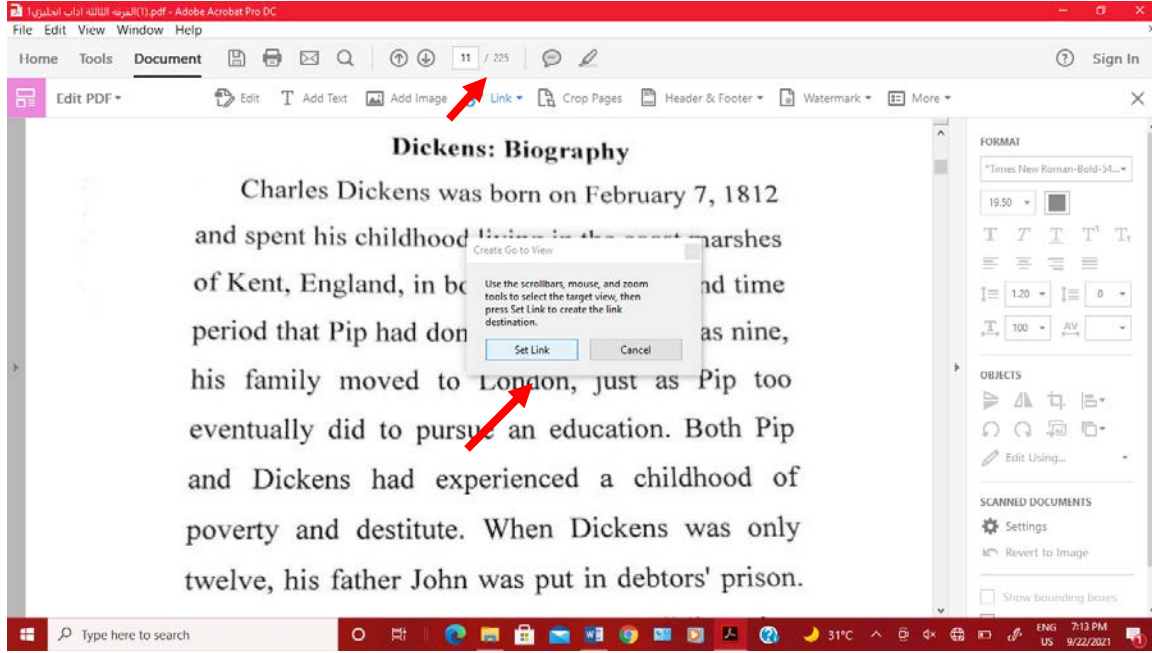 الفرقة الثالثة اداب انجليزي1(1).pdf - Adobe Acrobat Pro DC
File Edit View Window Help
Home Tools Document 11 / 225 Sign In
Edit PDF Edit Add Text Add Image Link Crop Pages Header & Footer Watermark More
Dickens: Biography
Charles Dickens was born on February 7, 1812
and spent his childhood living in the coast marshes
of Kent, England, in nd time
period that Pip had don as nine,
his family moved to London, just as Pip too
eventually did to pursue an education. Both Pip
and Dickens had experienced a childhood of
poverty and destitute. When Dickens was only
twelve, his father John was put in debtors' prison.
Create Go to View
Use the scrollbars, mouse, and zoom
tools to select the target view, then
press Set Link to create the link
destination.
Set Link Cancel
FORMAT
*Times New Roman-Bold-54...
19.50
T T T T¹ T₁
1.20 0
100 AV
OBJECTS
Edit Using...
SCANNED DOCUMENTS
Settings
Revert to Image
Show bounding boxes
Type here to search 31°C ENG 7:13 PM
US 9/22/2021